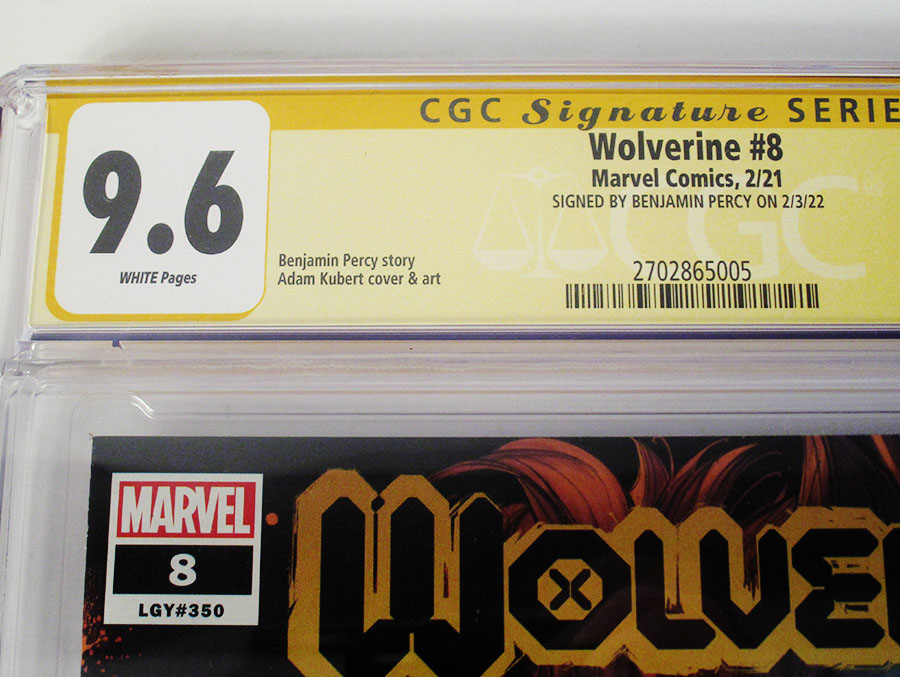 CGC Signature SERIE
Wolverine #8
Marvel Comics, 2/21
SIGNED BY BENJAMIN PERCY ON 2/3/22
9.6
WHITE Pages
Benjamin Percy story
Adam Kubert cover & art
CGC®
2702865005
MARVEL
8
LGY#350
WOLVE